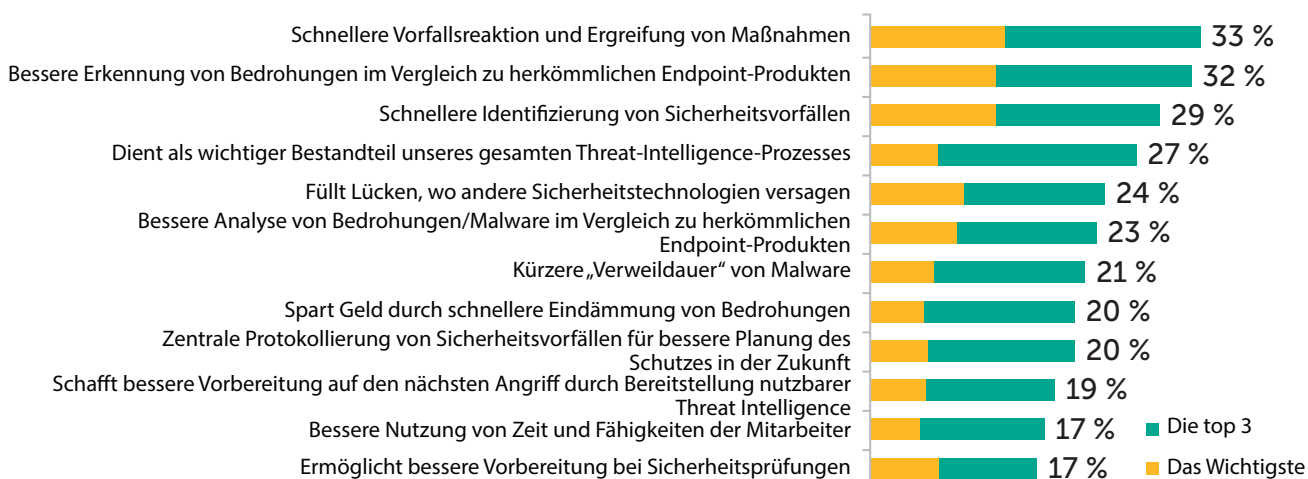 Schnellere Vorfallsreaktion und Ergreifung von Maßnahmen 33 %
Bessere Erkennung von Bedrohungen im Vergleich zu herkömmlichen Endpoint-Produkten 32 %
Schnellere Identifizierung von Sicherheitsvorfällen 29 %
Dient als wichtiger Bestandteil unseres gesamten Threat-Intelligence-Prozesses 27 %
Füllt Lücken, wo andere Sicherheitstechnologien versagen 24 %
Bessere Analyse von Bedrohungen/Malware im Vergleich zu herkömmlichen
Endpoint-Produkten 23 %
Kürzere „Verweildauer“ von Malware 21 %
Spart Geld durch schnellere Eindämmung von Bedrohungen 20 %
Zentrale Protokollierung von Sicherheitsvorfällen für bessere Planung des
Schutzes in der Zukunft 20 %
Schafft bessere Vorbereitung auf den nächsten Angriff durch Bereitstellung nutzbarer
Threat Intelligence 19 %
Bessere Nutzung von Zeit und Fähigkeiten der Mitarbeiter 17 %
Ermöglicht bessere Vorbereitung bei Sicherheitsprüfungen 17 %
Die top 3
Das Wichtigste